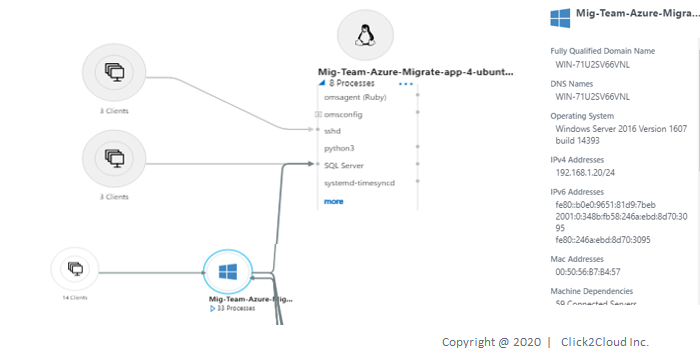 3 Clients
3 Clients
14 Clients
Mig-Team-Azure-Migrate-app-4-ubunt...
8 Processes
omsagent (Ruby)
omsconfig
sshd
python3
SQL Server
systemd-timesyncd
more
Mig-Team-Azure-Mig...
33 Processes
Mig-Team-Azure-Migra...
Fully Qualified Domain Name
WIN-71U2SV66VNL
DNS Names
WIN-71U2SV66VNL
Operating System
Windows Server 2016 Version 1607
build 14393
IPv4 Addresses
192.168.1.20/24
IPv6 Addresses
fe80::b0e0:9651:81d9:7beb
2001:0:348b:fb58:246a:ebd:8d70:30
95
fe80::246a:ebd:8d70:3095
Mac Addresses
00:50:56:B7:B4:57
Machine Dependencies
59 Connected Servers
Copyright @ 2020 | Click2Cloud Inc.